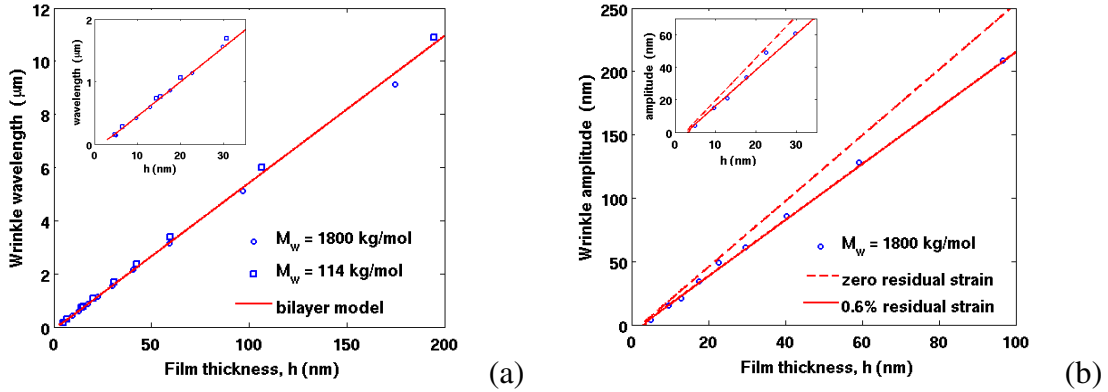 12
10
8
6
4
2
0
0
50
100
150
200
Wrinkle wavelength (μm)
Film thickness, h (nm)
2
1
0
0
10
20
30
wavelength (μm)
h (nm)
M_W = 1800 kg/mol
M_W = 114 kg/mol
bilayer model
(a)
250
200
150
100
50
0
0
20
40
60
80
100
Wrinkle amplitude (nm)
Film thickness, h (nm)
60
40
20
0
0
10
20
30
amplitude (nm)
h (nm)
M_W = 1800 kg/mol
zero residual strain
0.6% residual strain
(b)